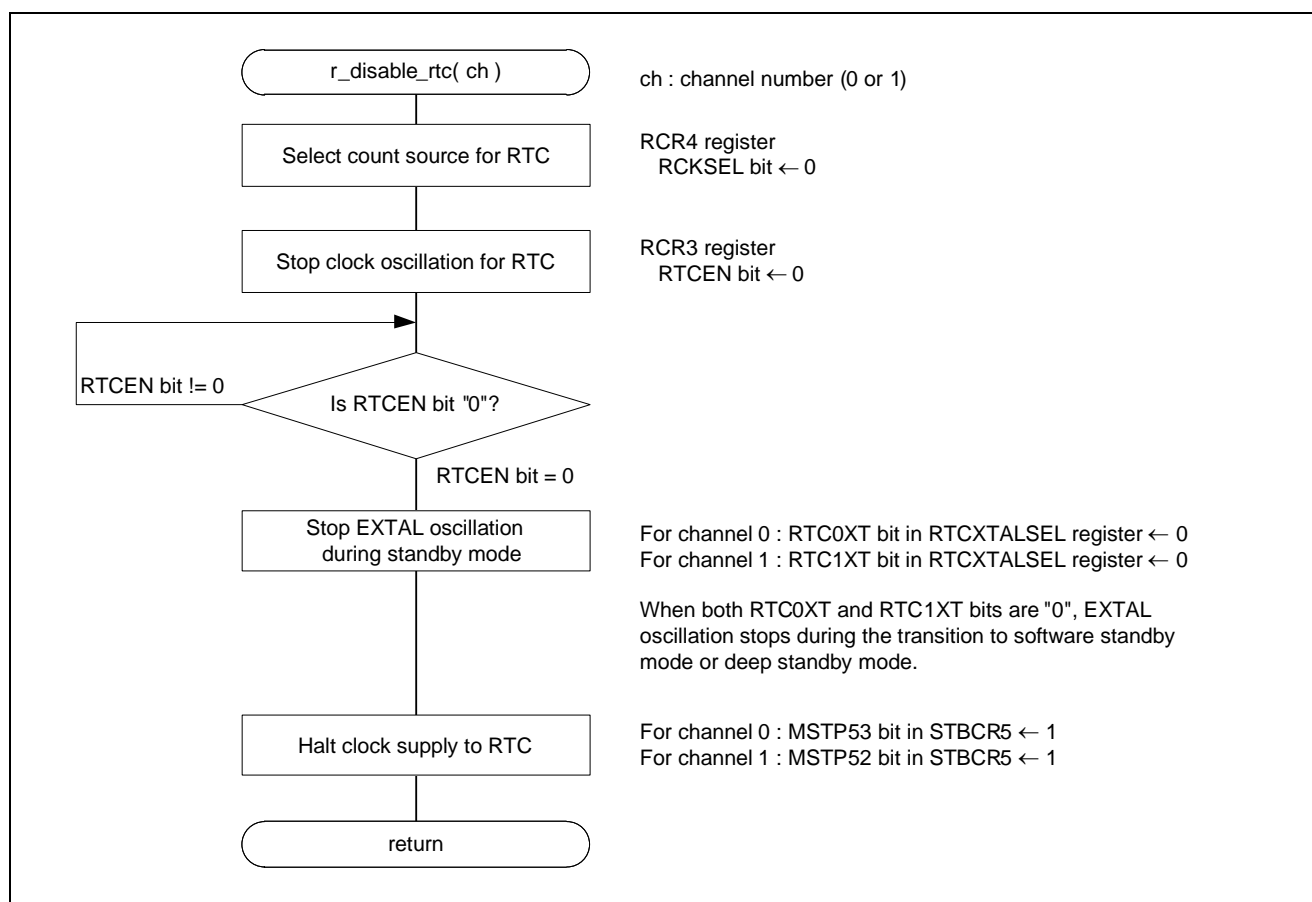 r_disable_rtc( ch )
ch : channel number (0 or 1)
Select count source for RTC
RCR4 register
RCKSEL bit ← 0
Stop clock oscillation for RTC
RCR3 register
RTCEN bit ← 0
RTCEN bit != 0
Is RTCEN bit "0"?
RTCEN bit = 0
Stop EXTAL oscillation
during standby mode
For channel 0 : RTC0XT bit in RTCXTALSEL register ← 0
For channel 1 : RTC1XT bit in RTCXTALSEL register ← 0
When both RTC0XT and RTC1XT bits are "0", EXTAL
oscillation stops during the transition to software standby
mode or deep standby mode.
Halt clock supply to RTC
For channel 0 : MSTP53 bit in STBCR5 ← 1
For channel 1 : MSTP52 bit in STBCR5 ← 1
return